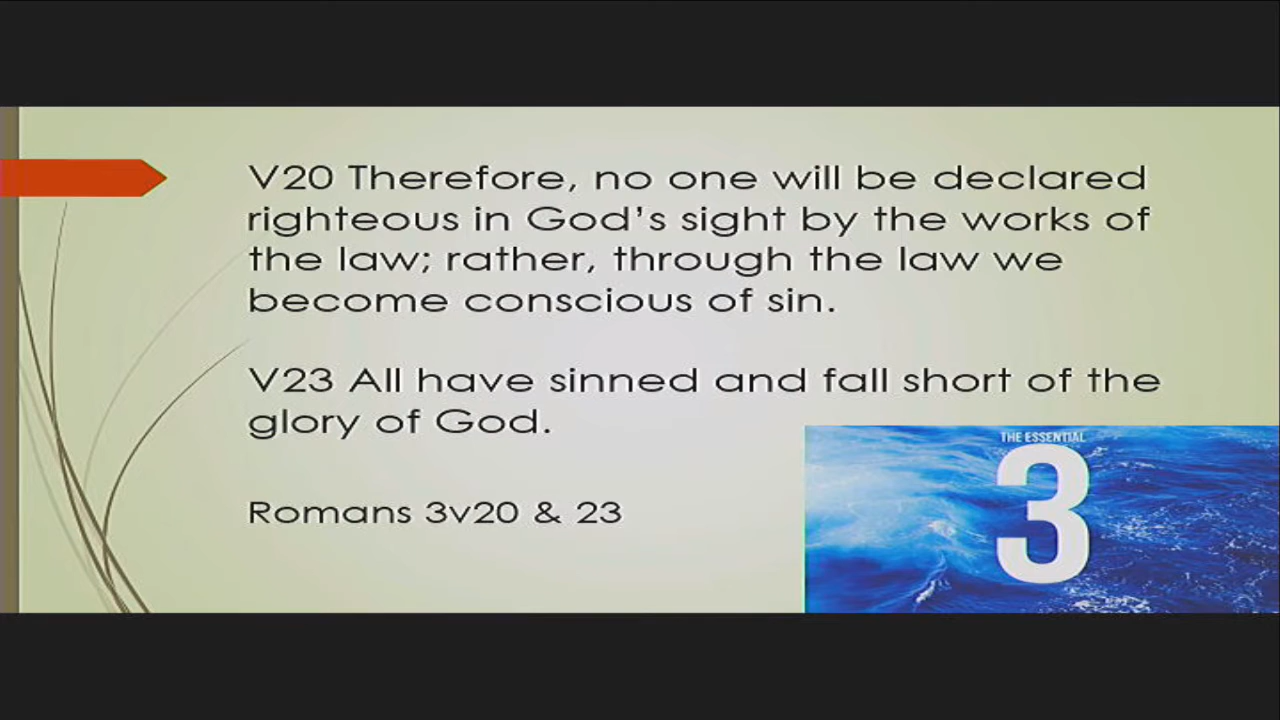 V20 Therefore, no one will be declared
righteous in God's sight by the works of
the law; rather, through the law we
become conscious of sin.
V23 All have sinned and fall short of the
glory of God.
Romans 3v20 & 23
THE ESSENTIAL
3